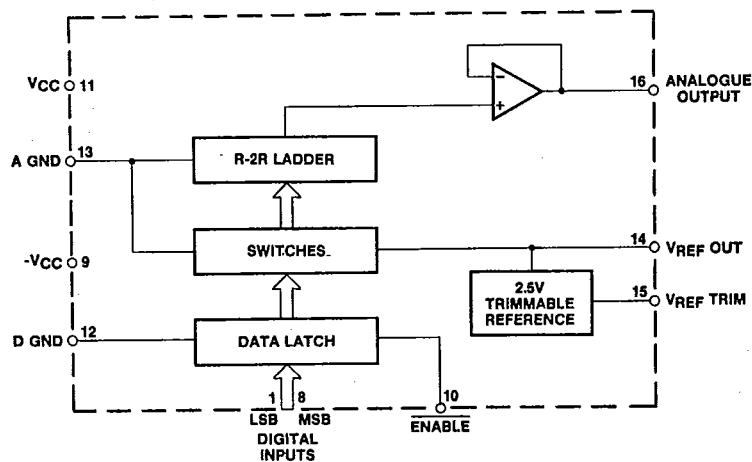 VCC 11
16 ANALOGUE
OUTPUT
−
+
A GND 13
R-2R LADDER
SWITCHES
14 VREF OUT
-VCC 9
2.5V
TRIMMABLE
REFERENCE
15 VREF TRIM
D GND 12
DATA LATCH
1 8
10
LSB MSB
ENABLE
DIGITAL
INPUTS